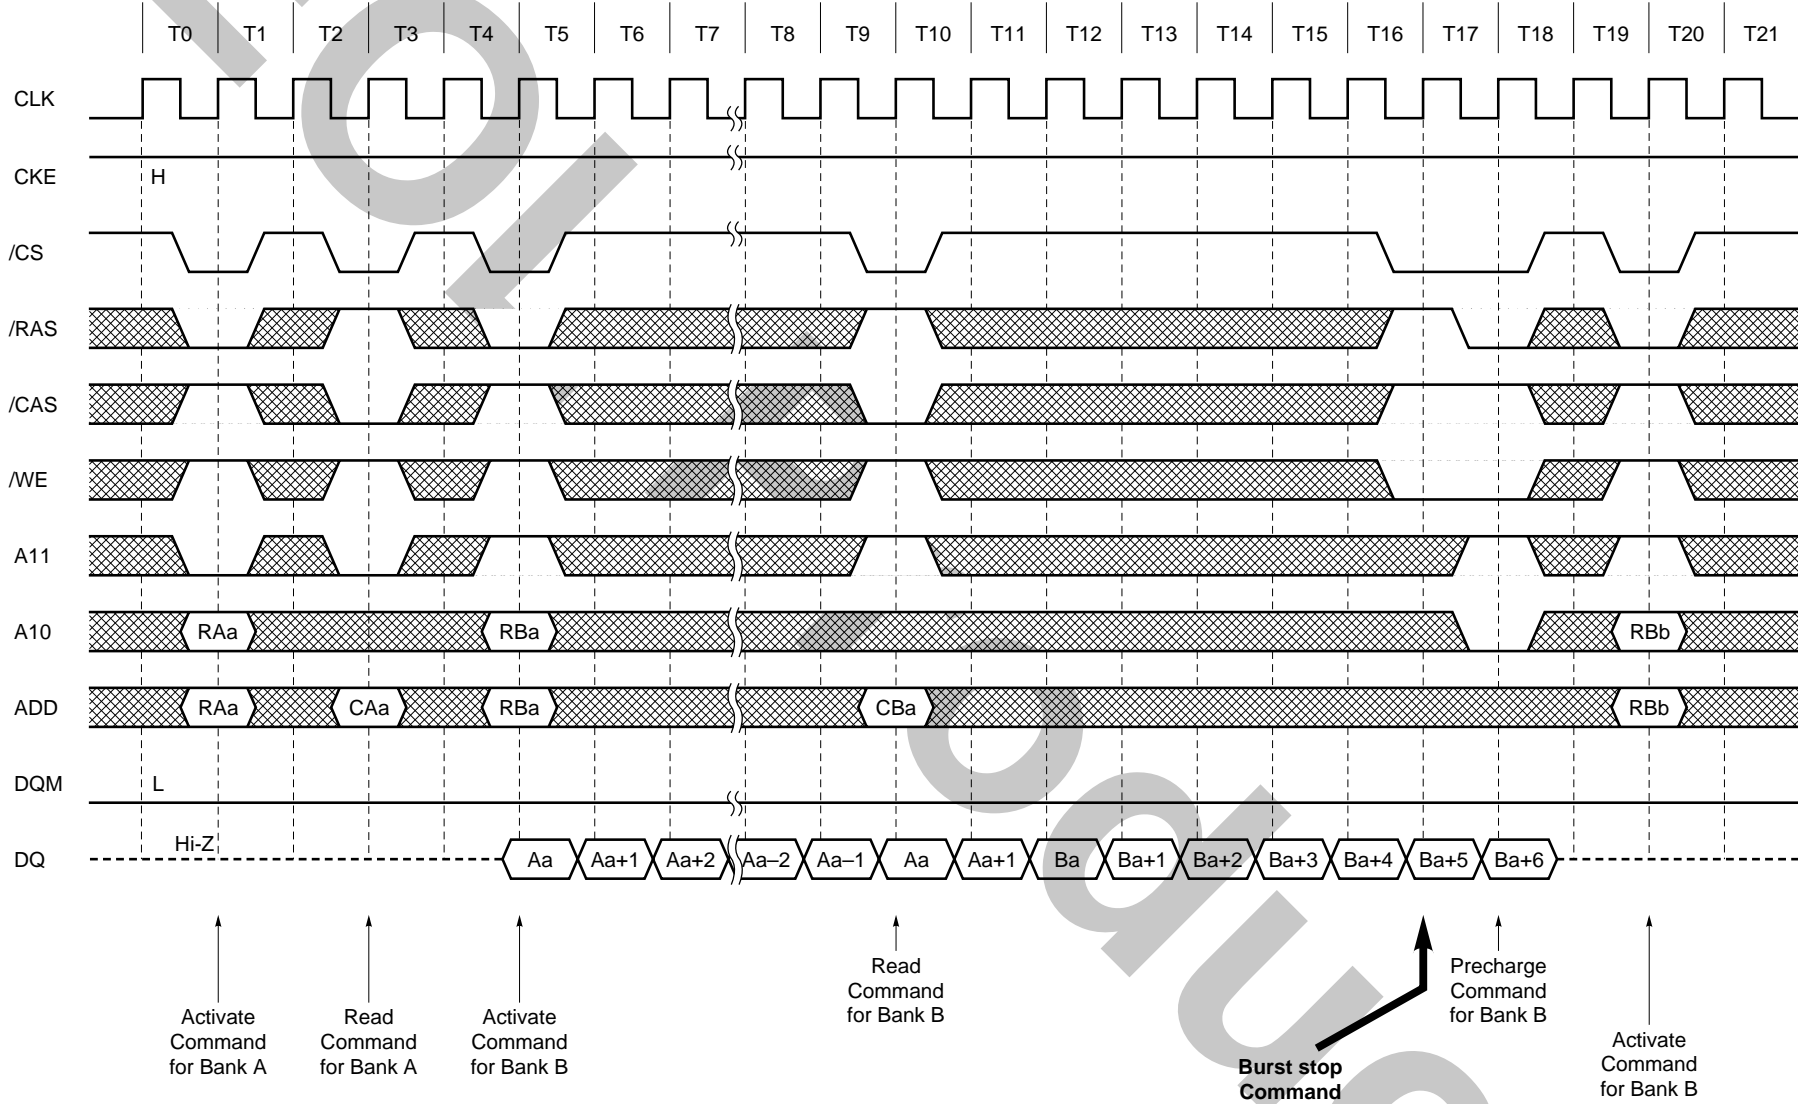 T0 T1 T2 T3 T4 T5 T6 T7 T8 T9 T10 T11 T12 T13 T14 T15 T16 T17 T18 T19 T20 T21
CLK
CKE H
/CS
/RAS
/CAS
/WE
A11
A10 RAa RBa RBb
ADD RAa CAa RBa CBa RBb
DQM L
DQ Hi-Z Aa Aa+1 Aa+2 Aa–2 Aa–1 Aa Aa+1 Ba Ba+1 Ba+2 Ba+3 Ba+4 Ba+5 Ba+6
Activate
Command
for Bank A
Read
Command
for Bank A
Activate
Command
for Bank B
Read
Command
for Bank B
Burst stop
Command
Precharge
Command
for Bank B
Activate
Command
for Bank B